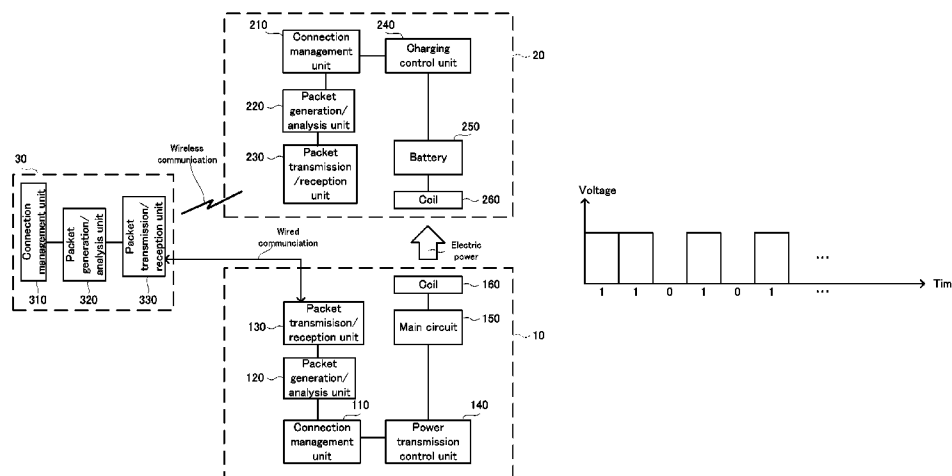 210
240
Connection
management
unit
Charging
control unit
20
220
Packet
generation/
analysis unit
250
230
Packet
transmission
/reception
unit
Battery
Coil
260
Wireless
communication
30
Connection
management unit
Packet
generation/
analysis unit
Packet
transmission/
reception unit
310
320
330
Wired
communciation
Electric
power
Coil
160
130
Packet
transmisison/
reception unit
Main circuit
150
10
120
Packet
generation/
analysis unit
110
140
Connection
management
unit
Power
transmission
control unit
Voltage
...
Tim
1 1 0 1 0 1 ...